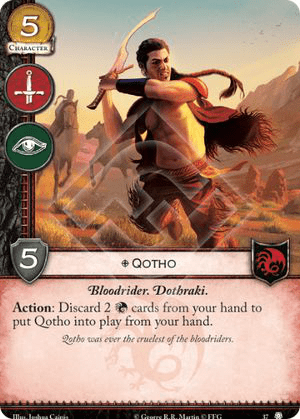 5
CHARACTER
5
QOTHO
Bloodrider. Dothraki.
Action: Discard 2 cards from your hand to
put Qotho into play from your hand.
Qotho was ever the cruelest of the bloodriders.
Illus. Joshua Cairós
© George R.R. Martin © FFG
17